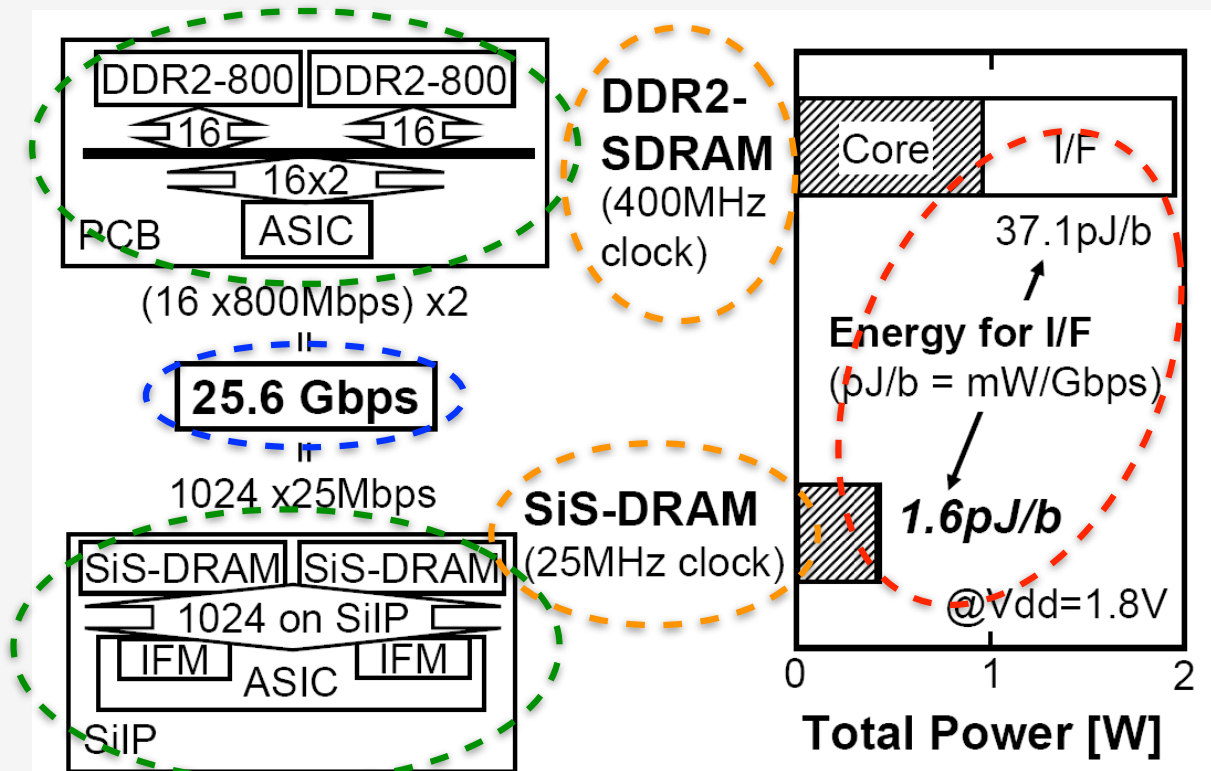 DDR2-800 DDR2-800
16 16
16x2
ASIC
PCB
(16 x800Mbps) x2
=
25.6 Gbps
=
1024 x25Mbps
SiS-DRAM SiS-DRAM
1024 on SiIP
IFM IFM
ASIC
SiIP
DDR2-
SDRAM
(400MHz
clock)
SiS-DRAM
(25MHz clock)
Core I/F
37.1pJ/b
Energy for I/F
(pJ/b = mW/Gbps)
1.6pJ/b
@Vdd=1.8V
0 1 2
Total Power [W]